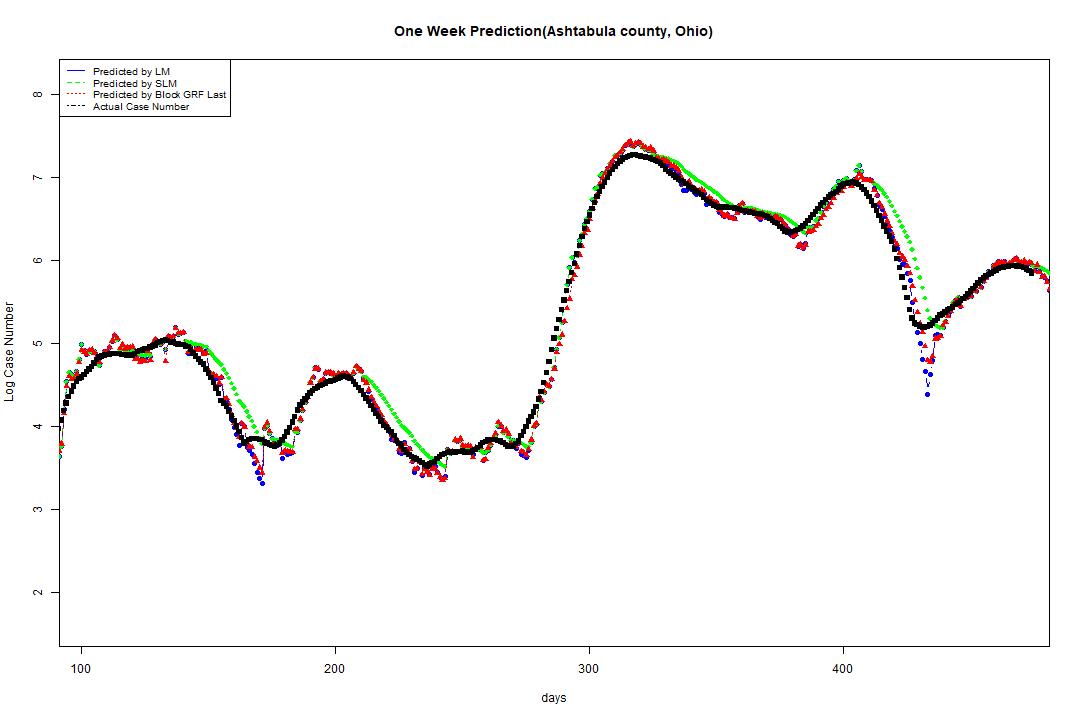 One Week Prediction(Ashtabula county, Ohio)
Predicted by LM
Predicted by SLM
Predicted by Block GRF Last
Actual Case Number
8
7
6
5
4
3
2
Log Case Number
100 200 300 400
days